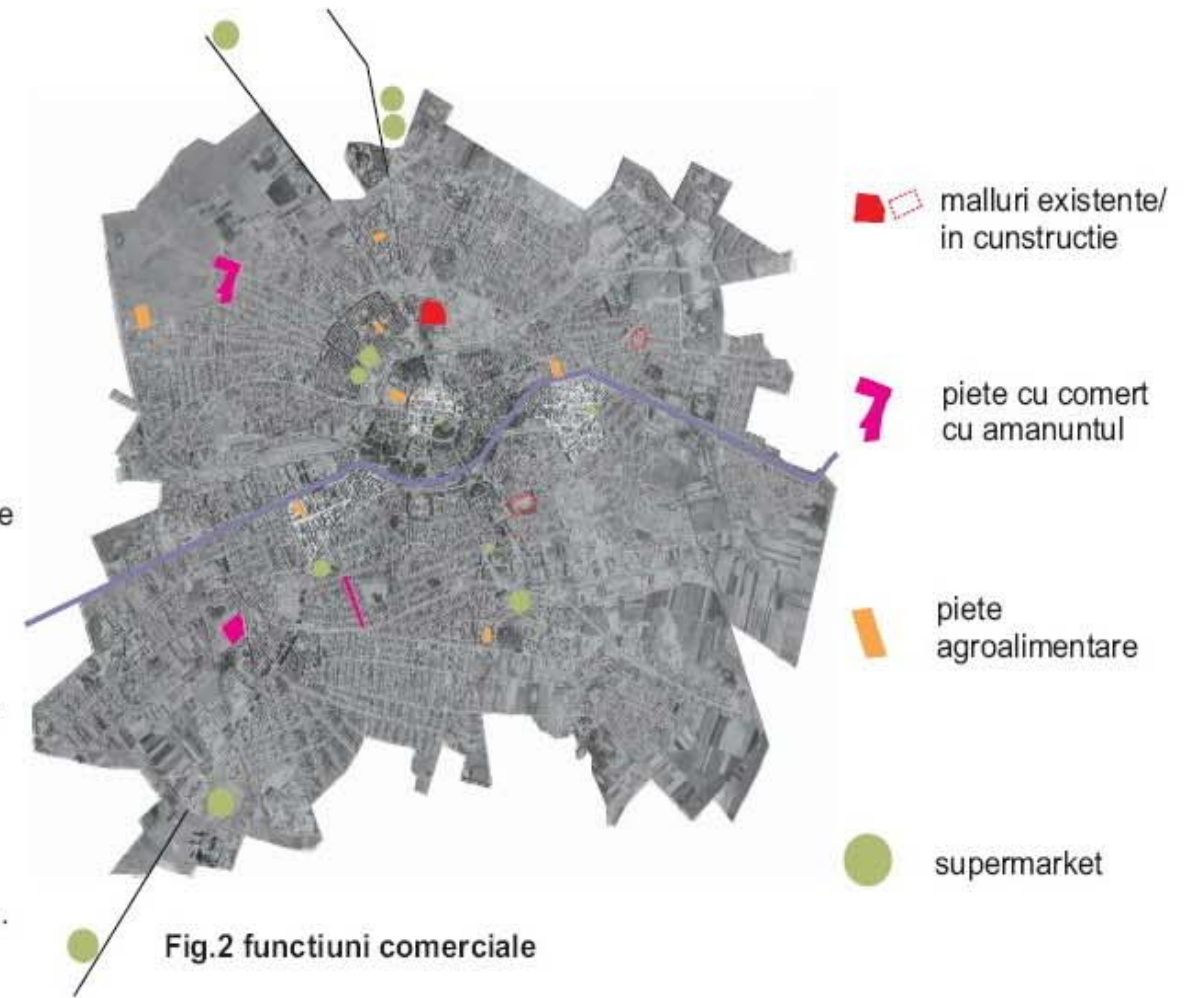 malluri existente/
in cunstructie
piete cu comert
cu amanuntul
e
piete
agroalimentare
supermarket
.
Fig.2 functiuni comerciale